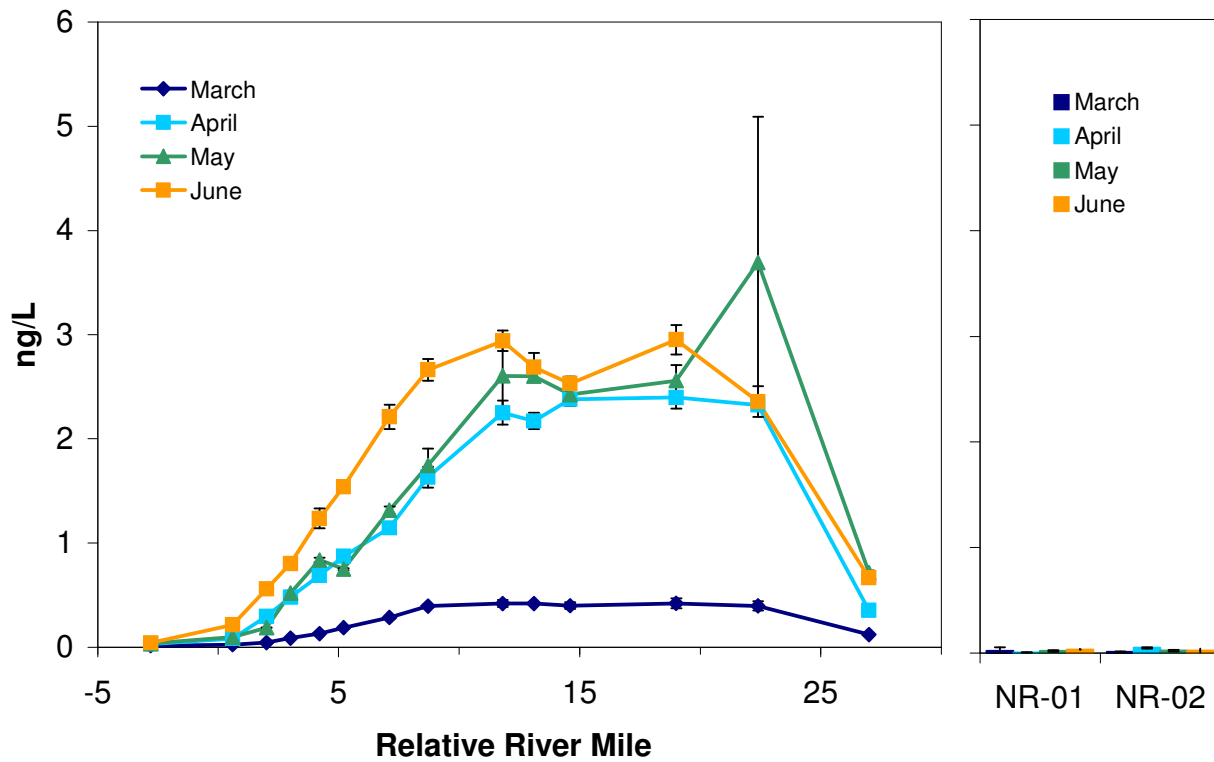 6
5
4
3
2
1
0
ng/L
March
April
May
June
-5
5
15
25
Relative River Mile
March
April
May
June
NR-01
NR-02